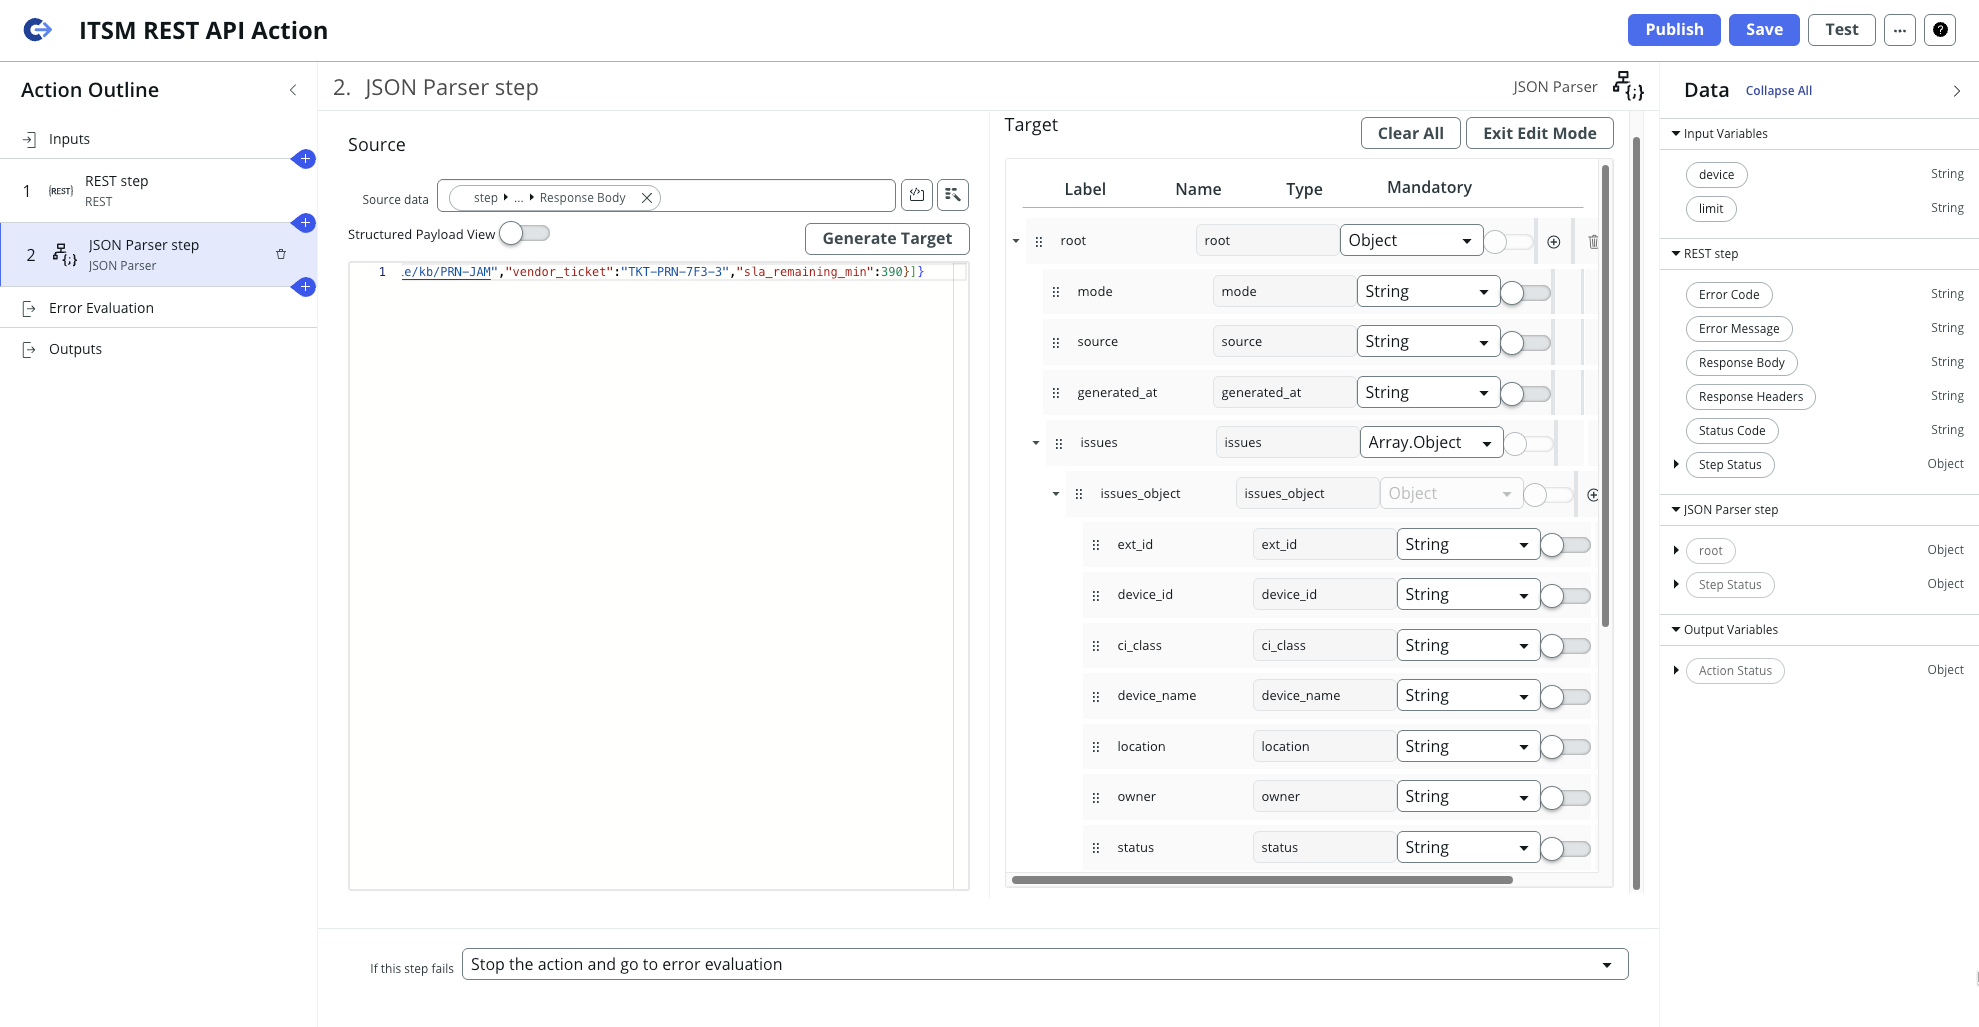 ITSM REST API Action
Publish
Save
Test
...
?
Action Outline
Inputs
1
{REST}
REST step
REST
2
JSON Parser step
JSON Parser
Error Evaluation
Outputs
2. JSON Parser step
JSON Parser
Source
Source data
step ... Response Body
Structured Payload View
Generate Target
1
.e/kb/PRN-JAM","vendor_ticket":"TKT-PRN-7F3-3","sla_remaining_min":390}]}
Target
Clear All
Exit Edit Mode
Label Name Type Mandatory
root root Object
mode mode String
source source String
generated_at generated_at String
issues issues Array.Object
issues_object issues_object Object
ext_id ext_id String
device_id device_id String
ci_class ci_class String
device_name device_name String
location location String
owner owner String
status status String
If this step fails
Stop the action and go to error evaluation
Data
Collapse All
Input Variables
device String
limit String
REST step
Error Code String
Error Message String
Response Body String
Response Headers String
Status Code String
Step Status Object
JSON Parser step
root Object
Step Status Object
Output Variables
Action Status Object